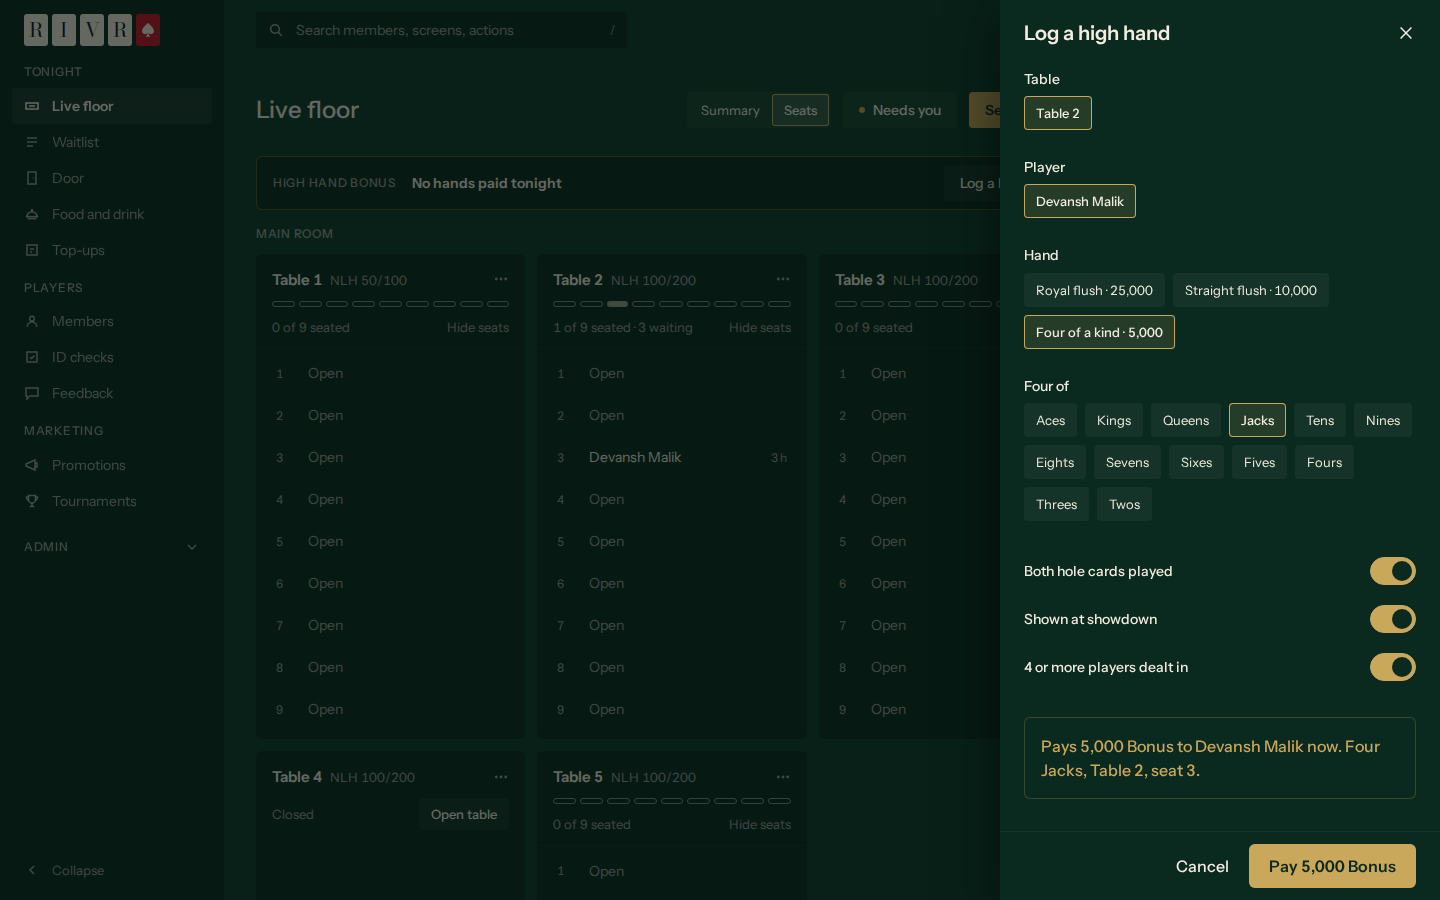 RIVR
Search members, screens, actions /
TONIGHT
Live floor
Waitlist
Door
Food and drink
Top-ups
PLAYERS
Members
ID checks
Feedback
MARKETING
Promotions
Tournaments
ADMIN
Collapse
Live floor
Summary Seats Needs you Se
HIGH HAND BONUS No hands paid tonight Log a
MAIN ROOM
Table 1 NLH 50/100
0 of 9 seated Hide seats
1 Open
2 Open
3 Open
4 Open
5 Open
6 Open
7 Open
8 Open
9 Open
Table 2 NLH 100/200
1 of 9 seated · 3 waiting Hide seats
1 Open
2 Open
3 Devansh Malik 3 h
4 Open
5 Open
6 Open
7 Open
8 Open
9 Open
Table 3 NLH 100/200
0 of 9 seated
1 Open
2 Open
3 Open
4 Open
5 Open
6 Open
7 Open
8 Open
9 Open
Table 4 NLH 100/200
Closed Open table
Table 5 NLH 100/200
0 of 9 seated Hide seats
1 Open
Log a high hand
Table
Table 2
Player
Devansh Malik
Hand
Royal flush · 25,000 Straight flush · 10,000
Four of a kind · 5,000
Four of
Aces Kings Queens Jacks Tens Nines
Eights Sevens Sixes Fives Fours
Threes Twos
Both hole cards played
Shown at showdown
4 or more players dealt in
Pays 5,000 Bonus to Devansh Malik now. Four
Jacks, Table 2, seat 3.
Cancel Pay 5,000 Bonus